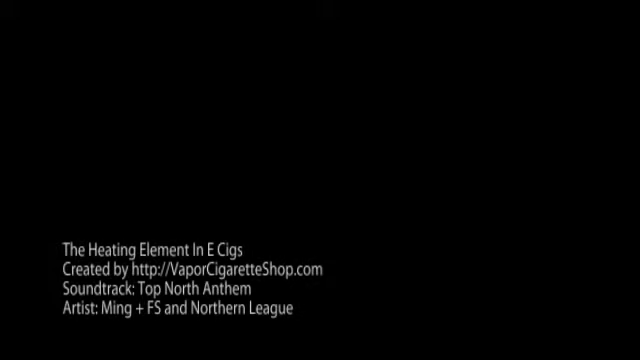 The Heating Element In E Cigs
Created by http://VaporCigaretteShop.com
Soundtrack: Top North Anthem
Artist: Ming + FS and Northern League